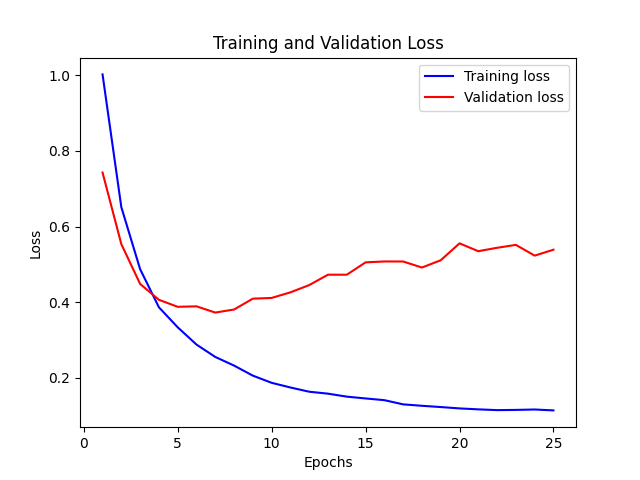 Training and Validation Loss
Training loss
Validation loss
1.0
0.8
0.6
0.4
0.2
Loss
0 5 10 15 20 25
Epochs